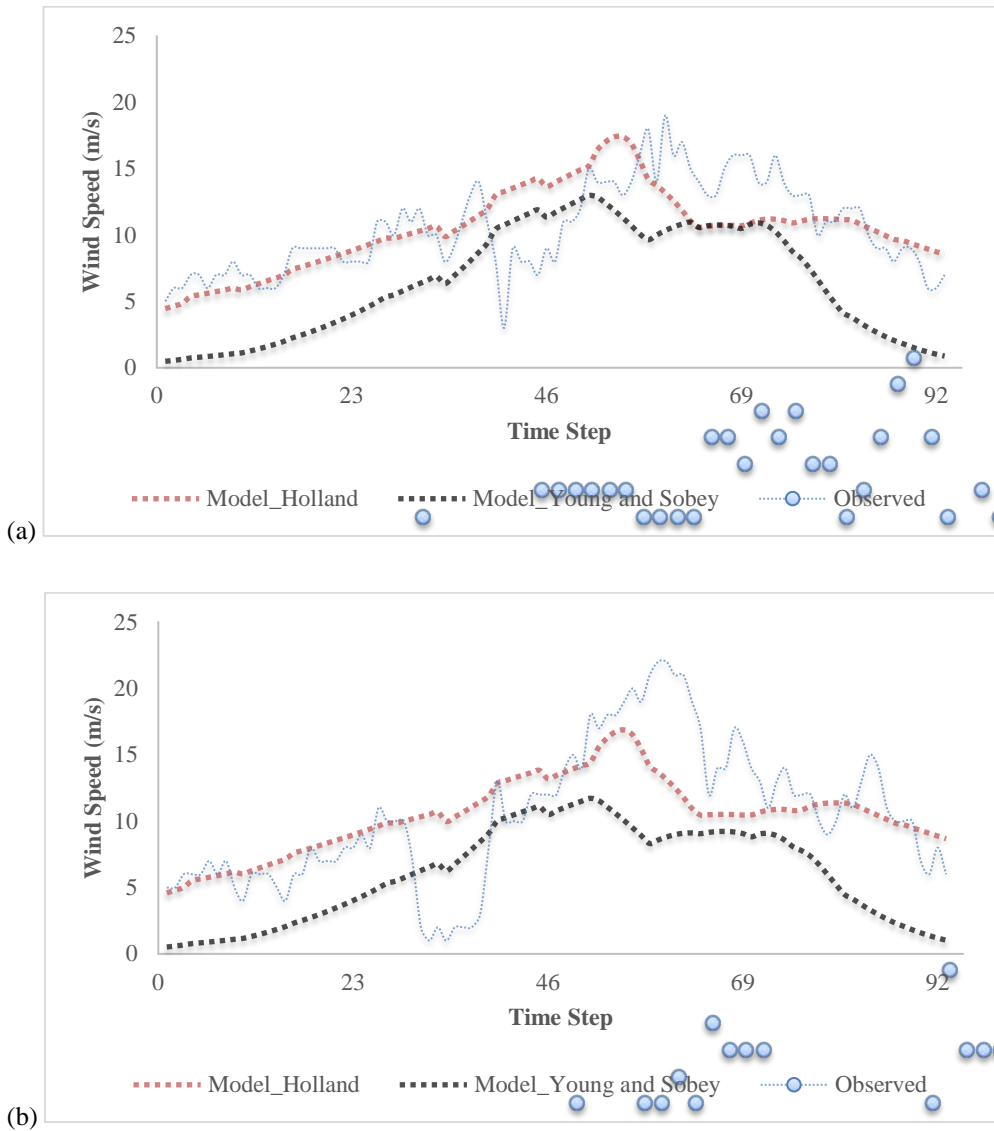 25
20
15
10
5
0
Wind Speed (m/s)
0 23 46 69 92
Time Step
Model_Holland Model_Young and Sobey Observed
(a)
25
20
15
10
5
0
Wind Speed (m/s)
0 23 46 69 92
Time Step
Model_Holland Model_Young and Sobey Observed
(b)